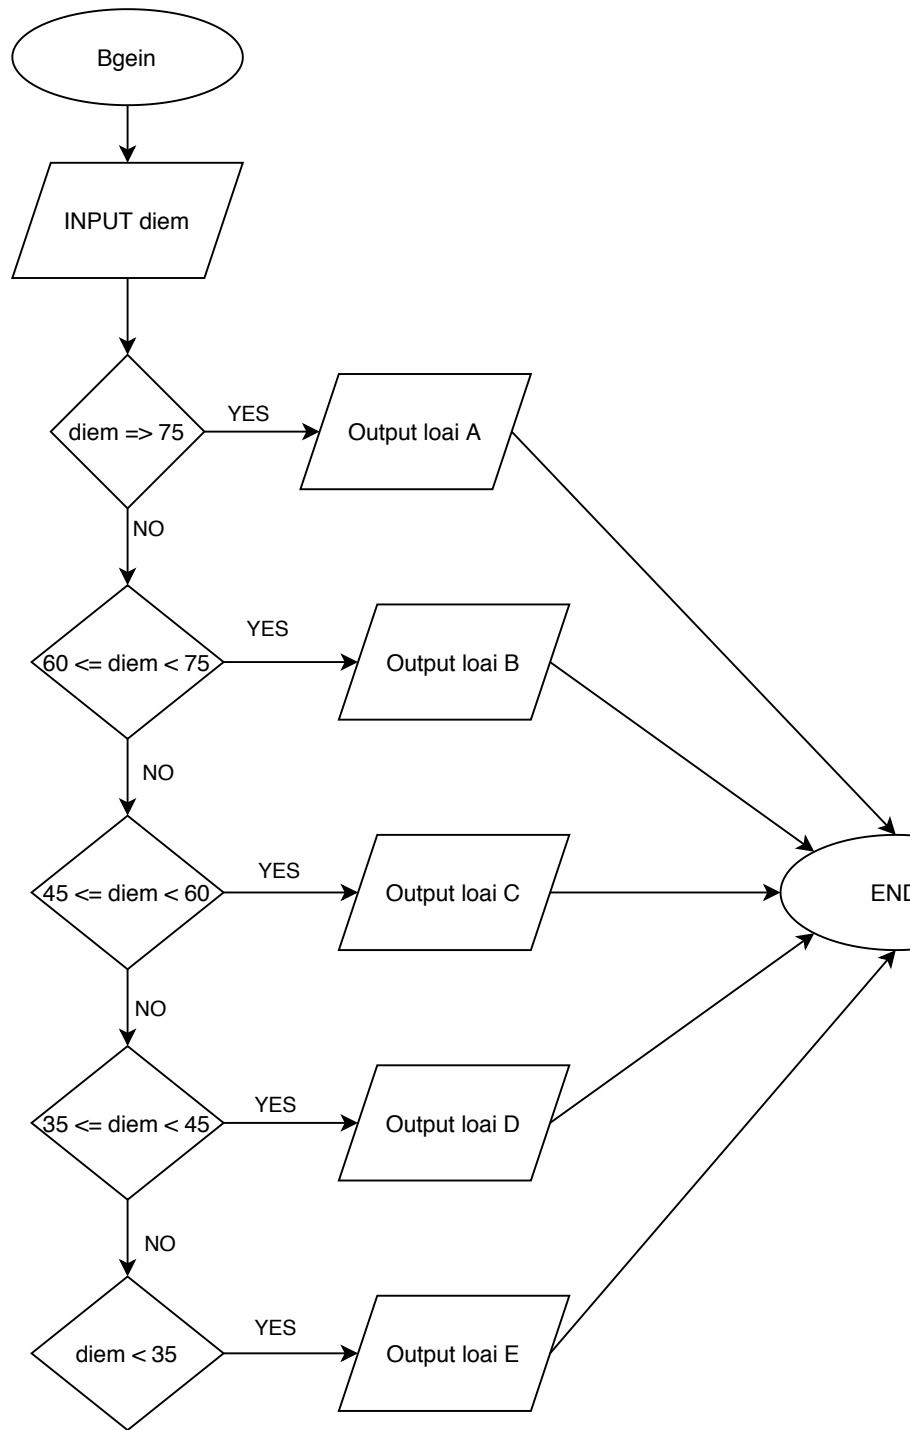 Bgein
INPUT diem
diem => 75
YES
Output loai A
NO
60 <= diem < 75
YES
Output loai B
NO
45 <= diem < 60
YES
Output loai C
END
NO
35 <= diem < 45
YES
Output loai D
NO
diem < 35
YES
Output loai E